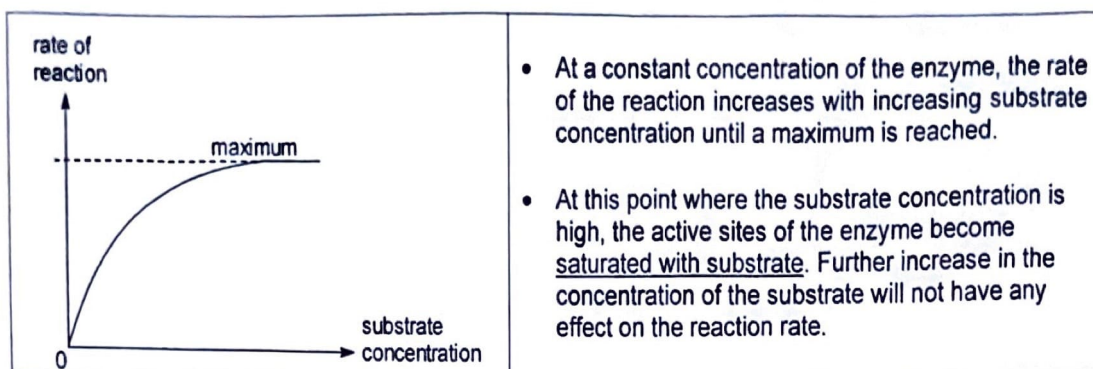 rate of
reaction
maximum
0
substrate
concentration
• At a constant concentration of the enzyme, the rate
of the reaction increases with increasing substrate
concentration until a maximum is reached.
• At this point where the substrate concentration is
high, the active sites of the enzyme become
saturated with substrate. Further increase in the
concentration of the substrate will not have any
effect on the reaction rate.